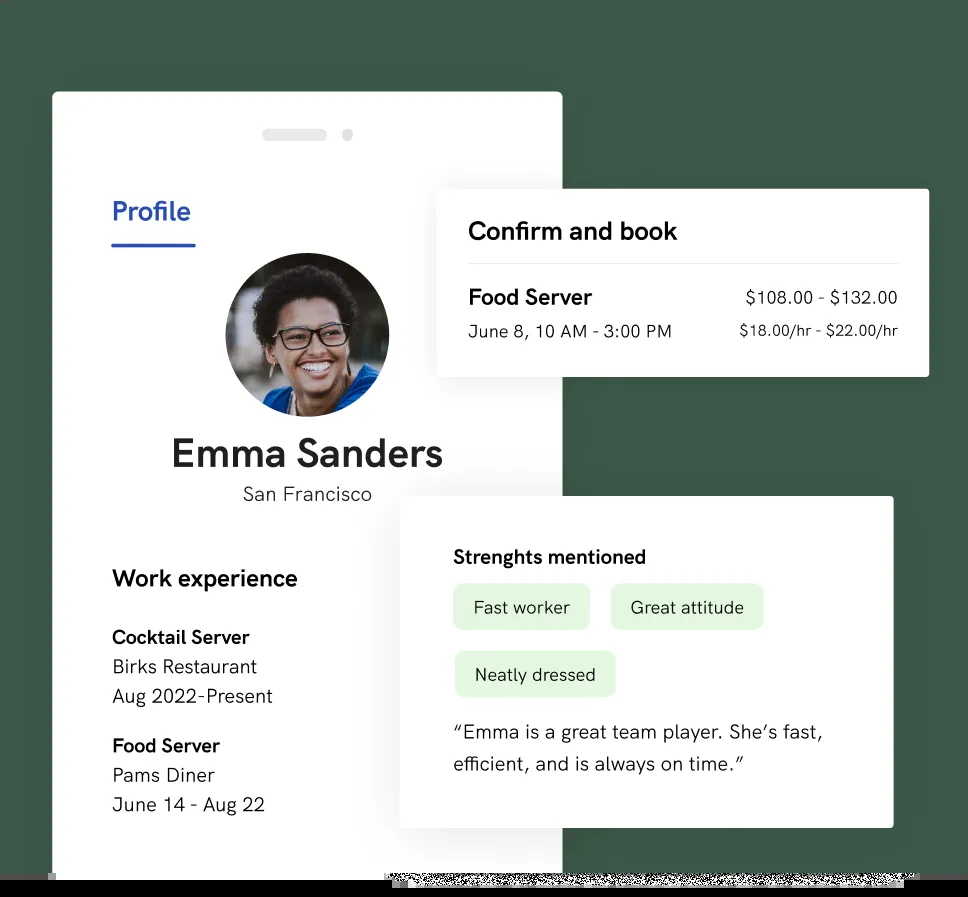 Profile
Emma Sanders
San Francisco
Work experience
Cocktail Server
Birks Restaurant
Aug 2022-Present
Food Server
Pams Diner
June 14 - Aug 22
Confirm and book
Food Server $108.00 - $132.00
June 8, 10 AM - 3:00 PM $18.00/hr - $22.00/hr
Strenghts mentioned
Fast worker Great attitude
Neatly dressed
“Emma is a great team player. She’s fast,
efficient, and is always on time.”